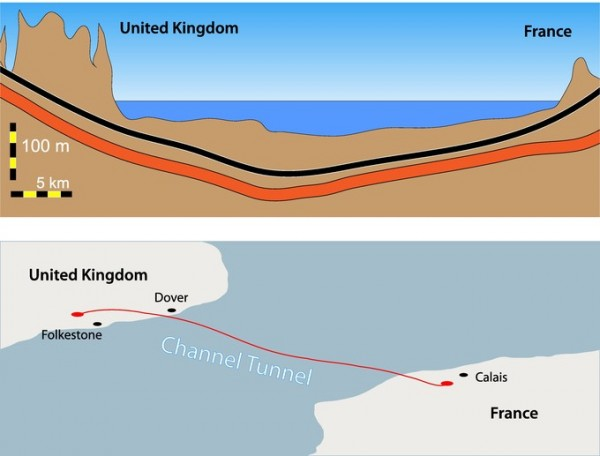 United Kingdom
France
100 m
5 km
United Kingdom
Dover
Folkestone
Channel Tunnel
Calais
France